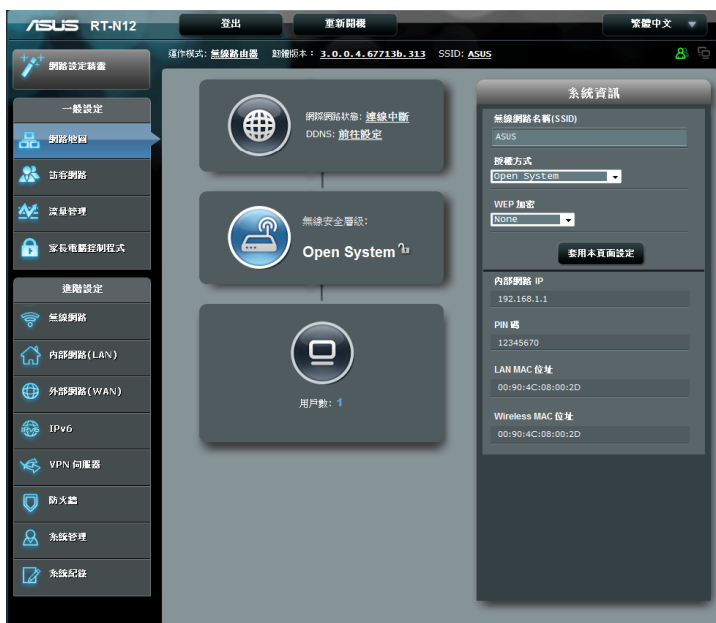 ASUS RT-N12
登出
重新開機
繁體中文
運作模式: 無線路由器 韌體版本: 3.0.0.4.67713b.313 SSID: ASUS
網路設定精靈
一般設定
網路地圖
訪客網路
流量管理
家長電腦控制程式
進階設定
無線網路
內部網路(LAN)
外部網路(WAN)
IPv6
VPN 伺服器
防火牆
系統管理
系統紀錄
網際網路狀態: 連線中斷
DDNS: 前往設定
無線安全層級:
Open System
用戶數: 1
系統資訊
無線網路名稱(SSID)
ASUS
授權方式
Open System
WEP 加密
None
套用本頁面設定
內部網路 IP
192.168.1.1
PIN 碼
12345670
LAN MAC 位址
00:90:4C:08:00:2D
Wireless MAC 位址
00:90:4C:08:00:2D